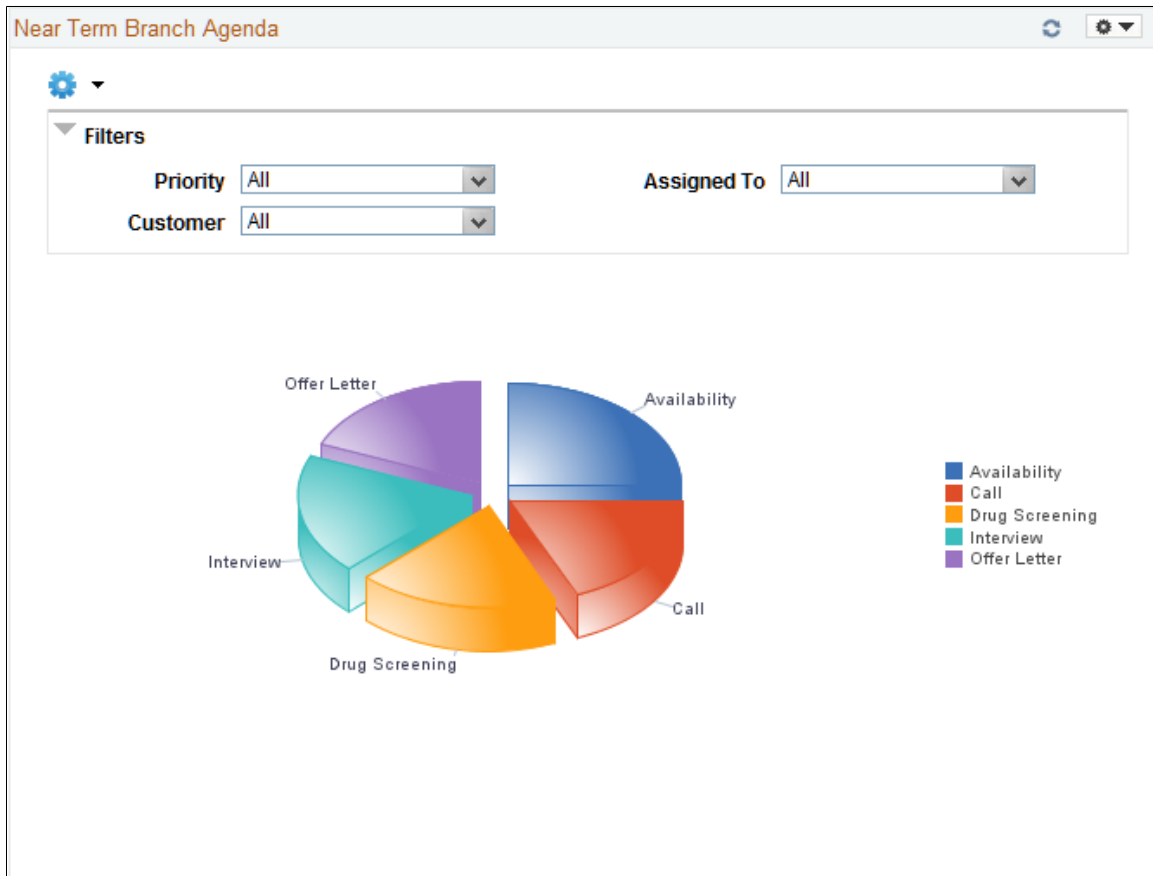 Near Term Branch Agenda
Filters
Priority All Assigned To All
Customer All
Offer Letter
Availability
Interview
Call
Drug Screening
Availability
Call
Drug Screening
Interview
Offer Letter